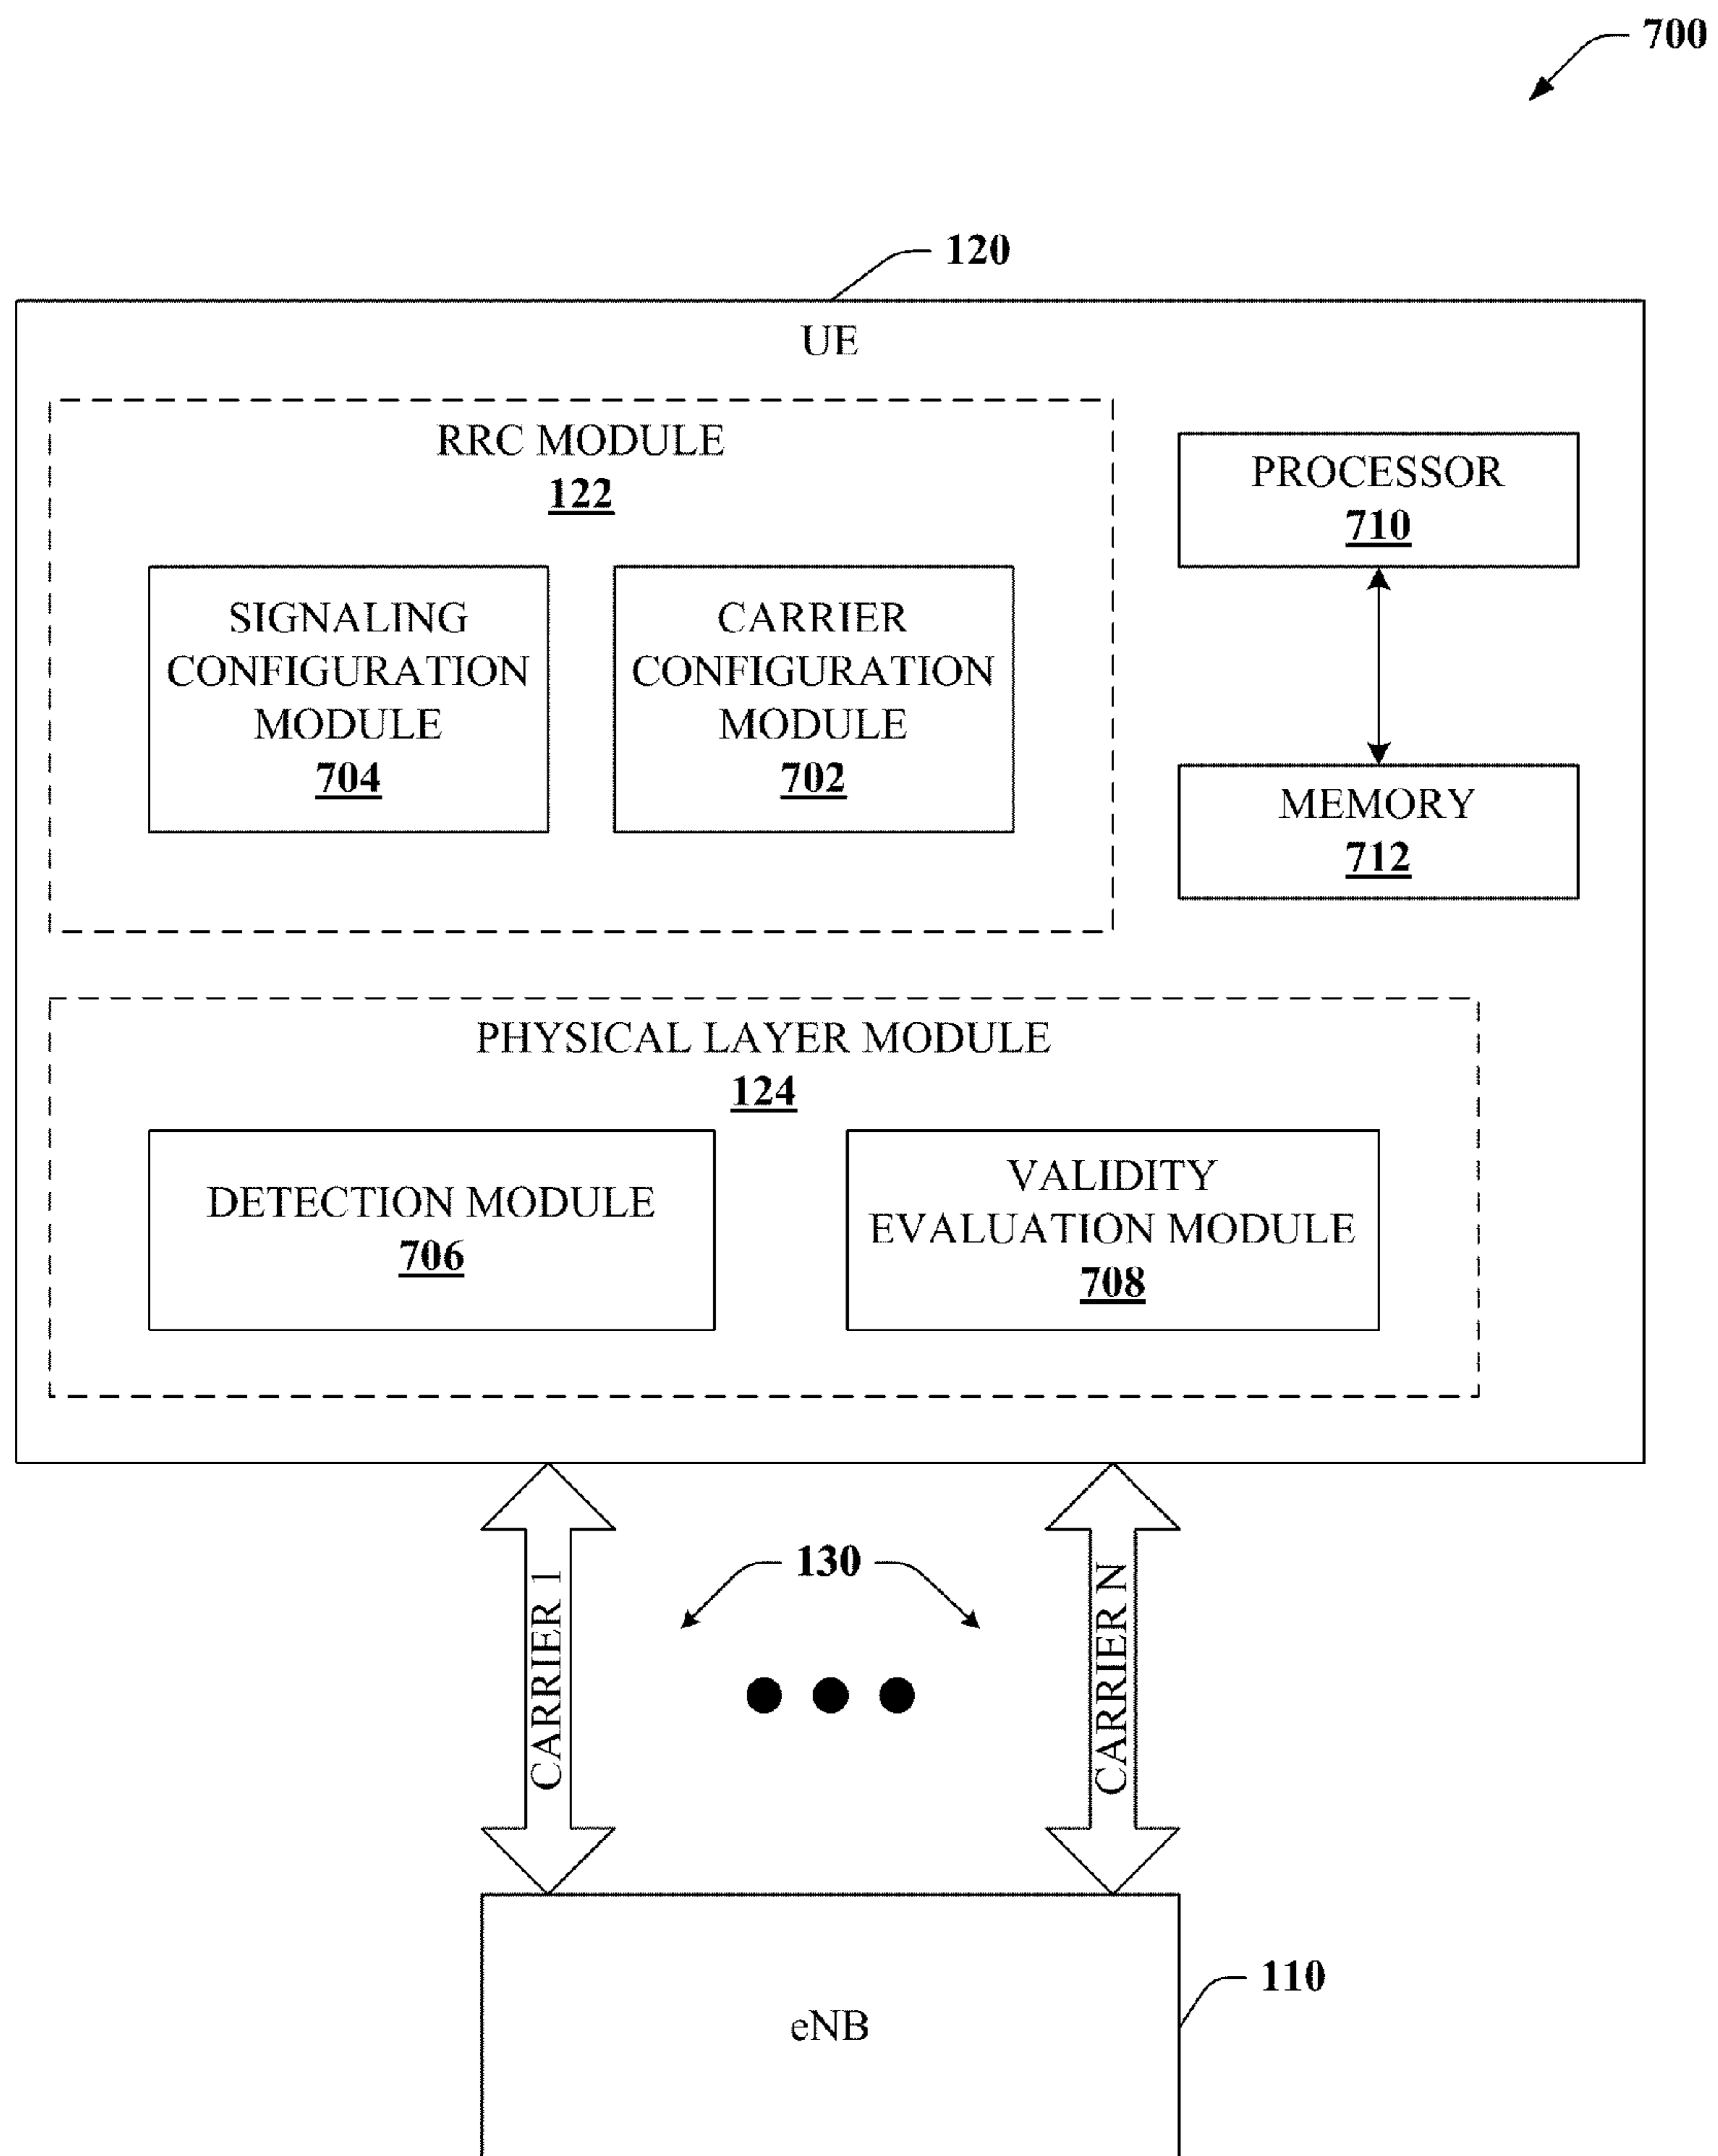 700
120
UE
RRC MODULE
122
SIGNALING
CONFIGURATION
MODULE
704
CARRIER
CONFIGURATION
MODULE
702
PROCESSOR
710
MEMORY
712
PHYSICAL LAYER MODULE
124
DETECTION MODULE
706
VALIDITY
EVALUATION MODULE
708
CARRIER 1
130
CARRIER N
110
eNB